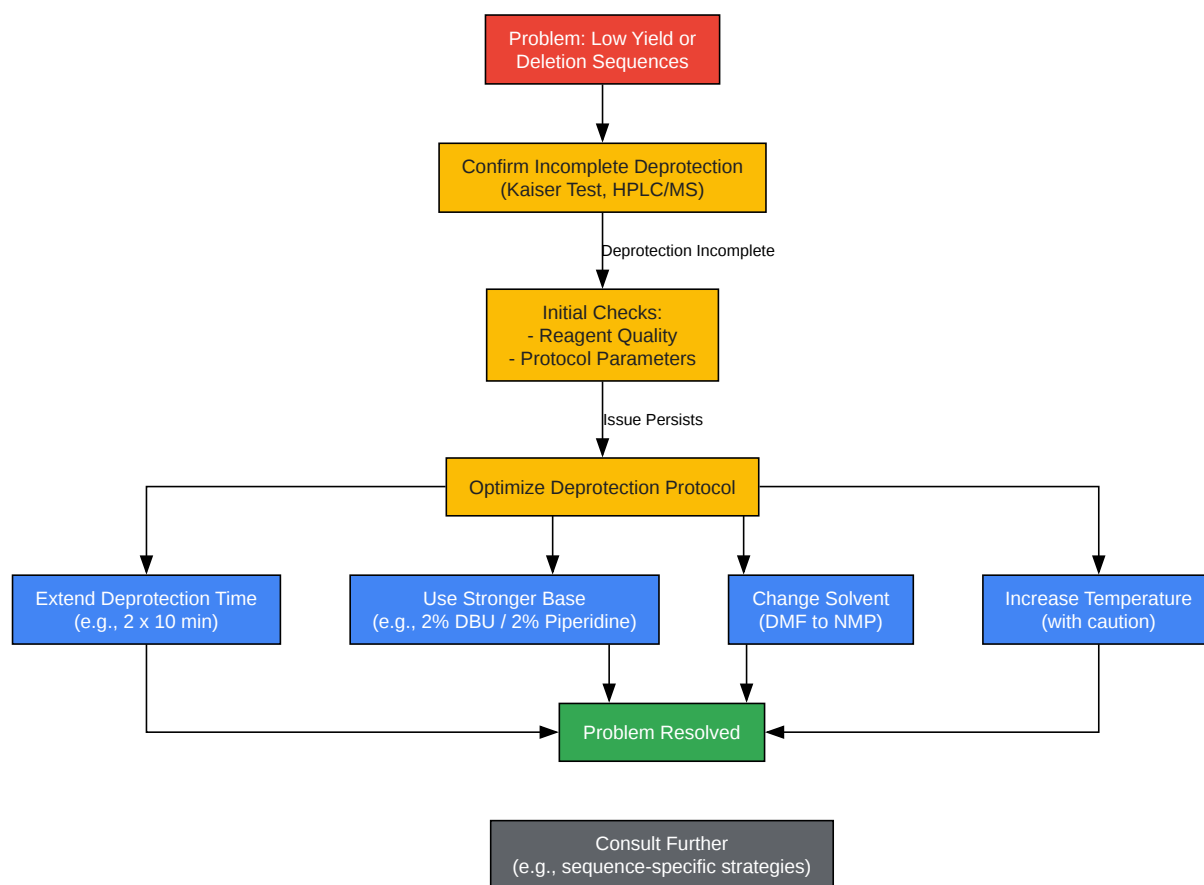 Problem: Low Yield or
Deletion Sequences
Confirm Incomplete Deprotection
(Kaiser Test, HPLC/MS)
Deprotection Incomplete
Initial Checks:
- Reagent Quality
- Protocol Parameters
Issue Persists
Optimize Deprotection Protocol
Extend Deprotection Time
(e.g., 2 x 10 min)
Use Stronger Base
(e.g., 2% DBU / 2% Piperidine)
Change Solvent
(DMF to NMP)
Increase Temperature
(with caution)
Problem Resolved
Consult Further
(e.g., sequence-specific strategies)